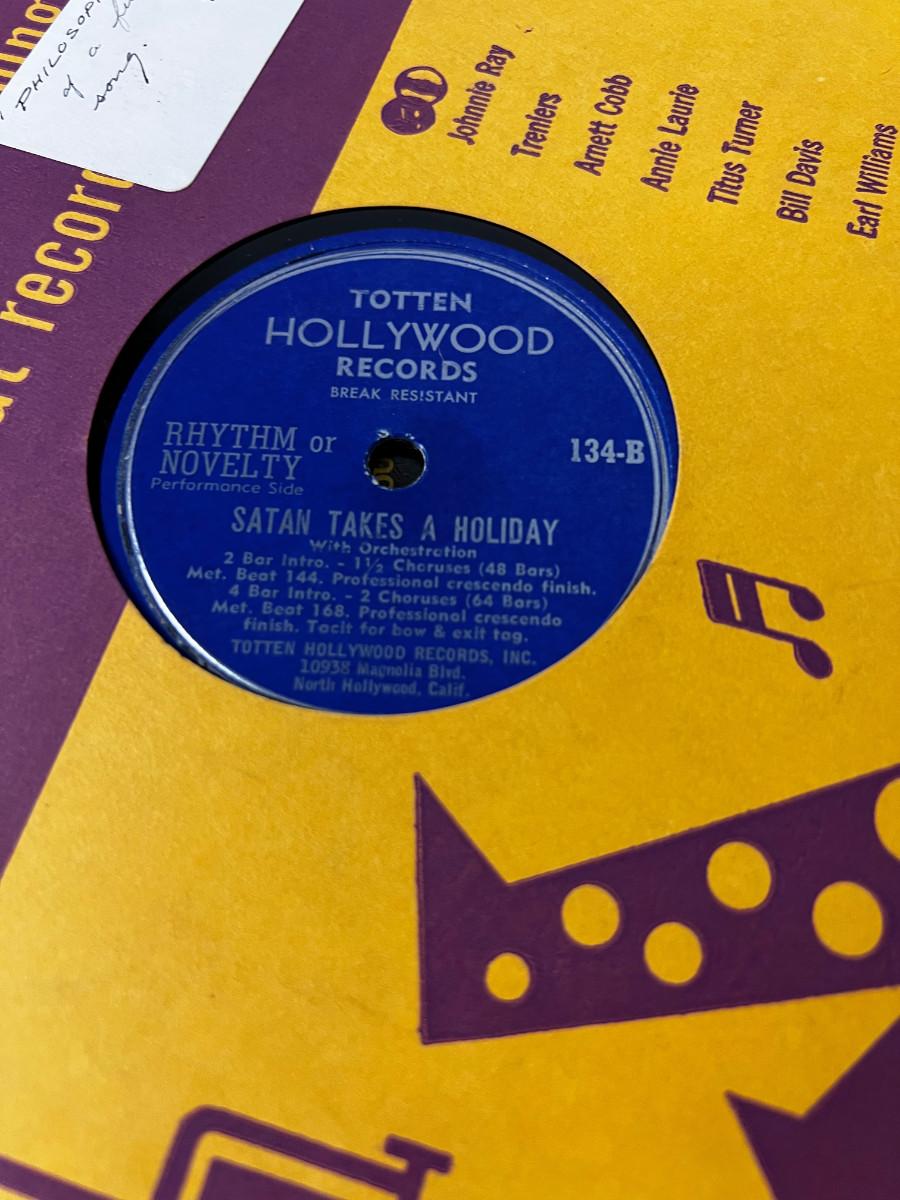 PHILOSOPH
of a fu
song.
record
Johnnie Ray
Treniers
Arnett Cobb
Annie Laurie
Titus Turner
Bill Davis
Earl Williams
TOTTEN
HOLLYWOOD
RECORDS
BREAK RESISTANT
RHYTHM or
NOVELTY
Performance Side
134-B
SATAN TAKES A HOLIDAY
With Orchestration
2 Bar Intro. - 1½ Choruses (48 Bars)
Met. Beat 144. Professional crescendo finish.
4 Bar Intro. - 2 Choruses (64 Bars)
Met. Beat 168. Professional crescendo
finish. Tacit for bow & exit tag.
TOTTEN HOLLYWOOD RECORDS, INC.
10938 Magnolia Blvd.
North Hollywood, Calif.